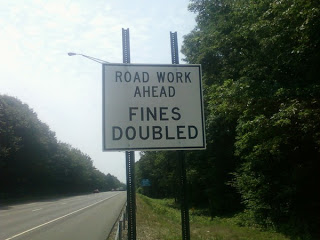 ROAD WORK
AHEAD
FINES
DOUBLED